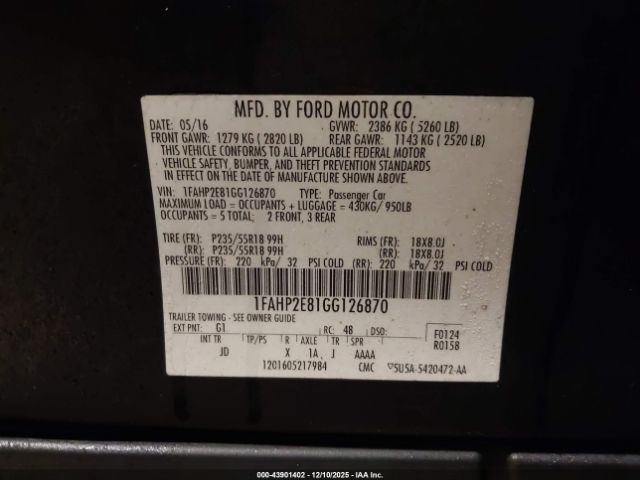 MFD. BY FORD MOTOR CO.
DATE: 05/16 GVWR: 2386 KG ( 5260 LB)
FRONT GAWR: 1279 KG ( 2820 LB) REAR GAWR: 1143 KG ( 2520 LB)
THIS VEHICLE CONFORMS TO ALL APPLICABLE FEDERAL MOTOR
VEHICLE SAFETY, BUMPER, AND THEFT PREVENTION STANDARDS
IN EFFECT ON THE DATE OF MANUFACTURE SHOWN ABOVE.
VIN: 1FAHP2E81GG126870 TYPE: Passenger Car
MAXIMUM LOAD = OCCUPANTS + LUGGAGE = 430KG/ 950LB
OCCUPANTS = 5 TOTAL: 2 FRONT, 3 REAR
TIRE (FR): P235/55R18 99H RIMS (FR): 18X8.0J
(RR): P235/55R18 99H (RR): 18X8.0J
PRESSURE (FR): 220 kPa/ 32 PSI COLD (RR): 220 kPa/ 32 PSI COLD
1FAHP2E81GG126870
TRAILER TOWING - SEE OWNER GUIDE
EXT PNT: G1 RC: 48 DSO: F0124
INT TR TP/PS R AXLE TR SPR R0158
JD X 1A J AAAA
1201605217984 CMC ▽5U5A-5420472-AA
000-43901402 - 12/10/2025 - IAAI.COM